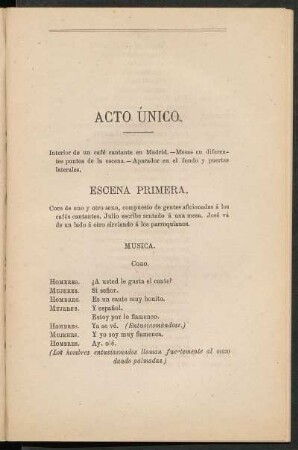 ACTO ÚNICO.
Interior de un café cantante en Madrid.—Mesas en diferen-
tes puntos de la escena.—Aparador en el fondo y puertas
laterales.
ESCENA PRIMERA.
Coro de uno y otro sexo, compuesto de gentes aficionadas á los
cafés cantantes. Julio escribe sentado á una mesa. José va
de un lado á otro sirviendo á los parroquianos.
MUSICA.
CORO.
HOMBRES. ¿A usted le gusta el cante?
MUJERES. Sí señor.
HOMBRES. Es un cante muy bonito.
MUJERES. Y español.
Estoy por lo flamenco.
HOMBRES. Ya se vé. (Entusiasmándose.)
MUJERES. Y yo soy muy flamenca.
HOMBRES. Ay, olé.
(Los hombres entusiasmados llaman fuertemente al mozo
dando palmadas.)